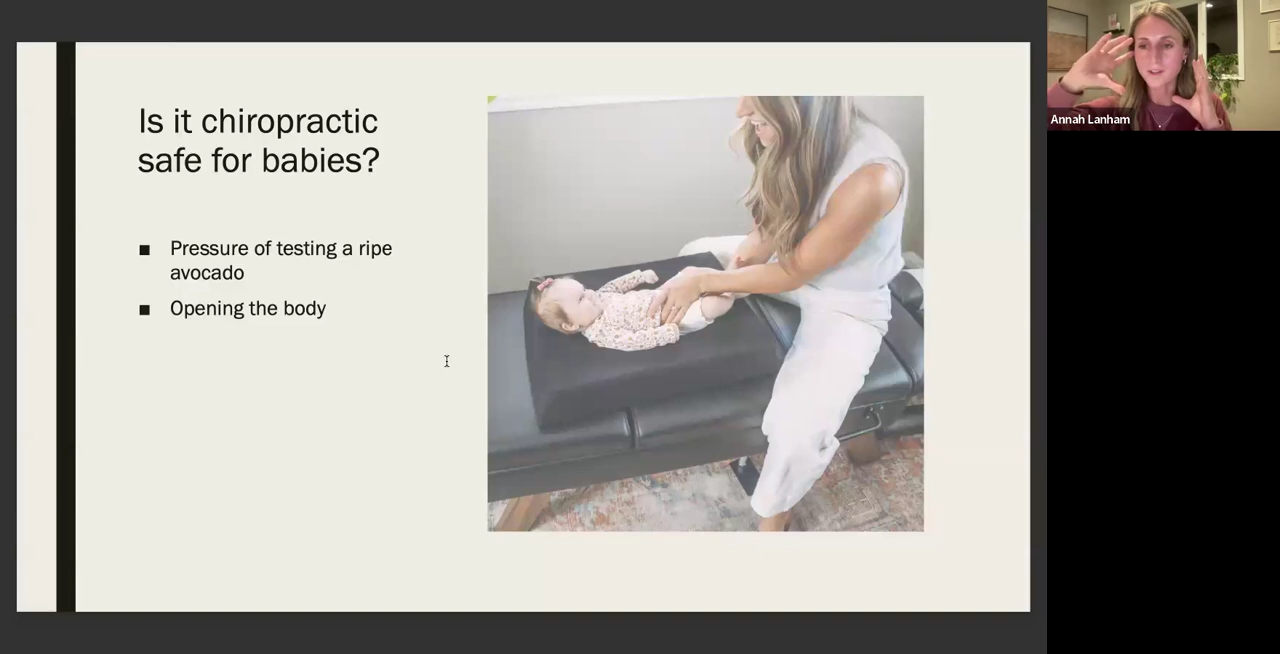 Is it chiropractic
safe for babies?
■ Pressure of testing a ripe
avocado
■ Opening the body
Annah Lanham